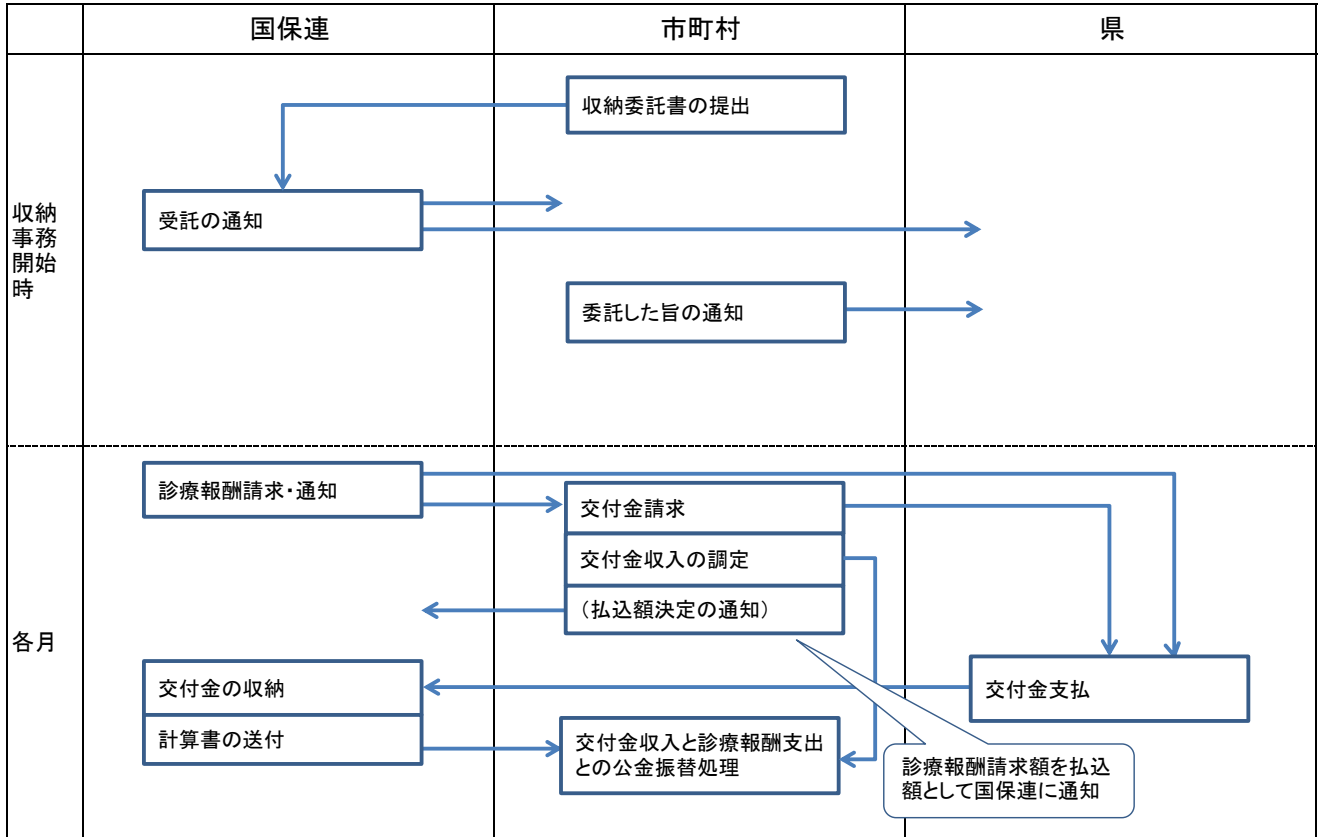 国保連
市町村
県
収納
事務
開始
時
収納委託書の提出
受託の通知
委託した旨の通知
各月
診療報酬請求・通知
交付金請求
交付金収入の調定
（払込額決定の通知）
交付金の収納
交付金支払
計算書の送付
交付金収入と診療報酬支出
との公金振替処理
診療報酬請求額を払込
額として国保連に通知